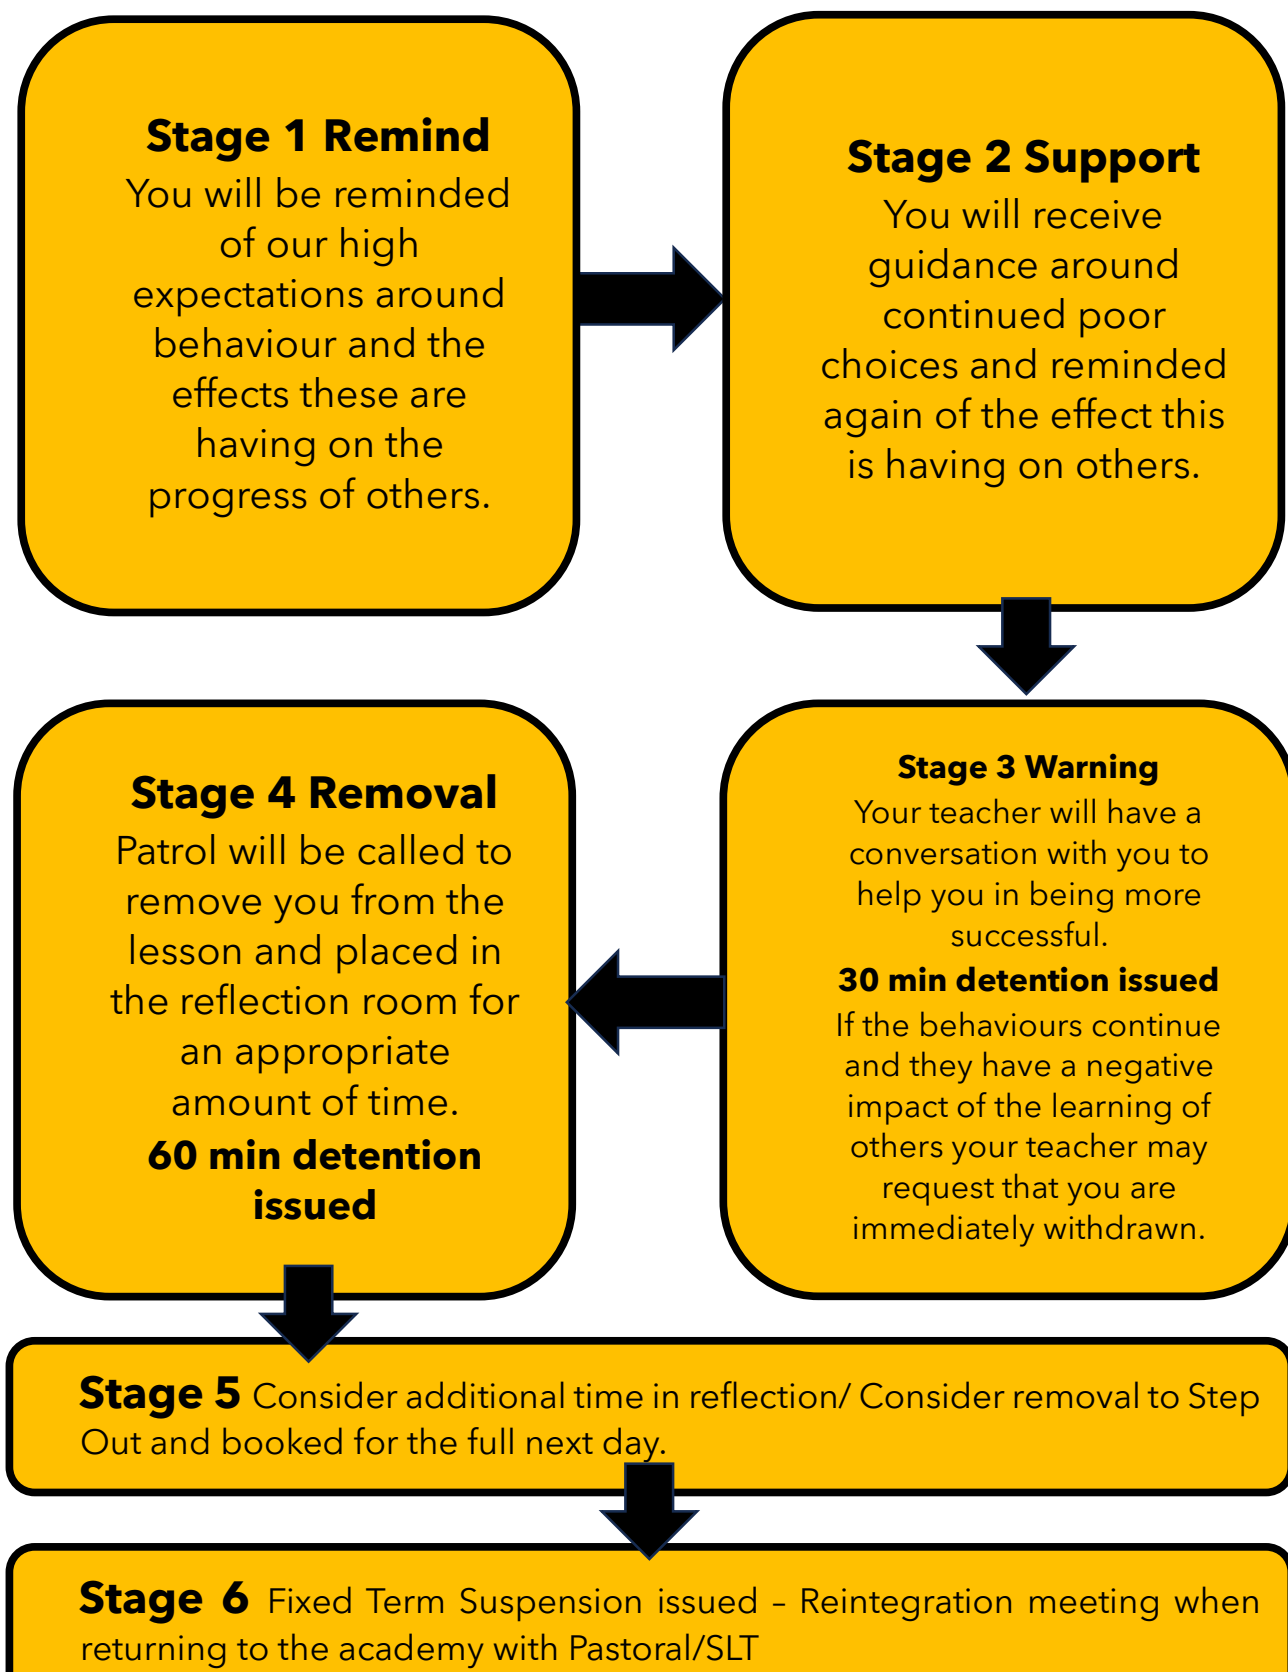 Stage 1 Remind
You will be reminded
of our high
expectations around
behaviour and the
effects these are
having on the
progress of others.
Stage 2 Support
You will receive
guidance around
continued poor
choices and reminded
again of the effect this
is having on others.
Stage 3 Warning
Your teacher will have a
conversation with you to
help you in being more
successful.
30 min detention issued
If the behaviours continue
and they have a negative
impact of the learning of
others your teacher may
request that you are
immediately withdrawn.
Stage 4 Removal
Patrol will be called to
remove you from the
lesson and placed in
the reflection room for
an appropriate
amount of time.
60 min detention
issued
Stage 5 Consider additional time in reflection/ Consider removal to Step
Out and booked for the full next day.
Stage 6 Fixed Term Suspension issued – Reintegration meeting when
returning to the academy with Pastoral/SLT